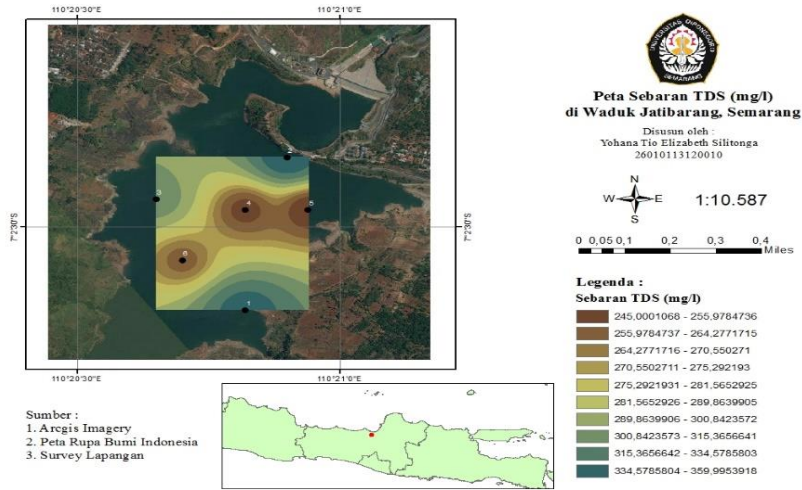 110°20'30"E
110°21'0"E
7°2'30"S
7°2'30"S
2
3
4
5
6
1
110°20'30"E
110°21'0"E
Sumber :
1. Arcgis Imagery
2. Peta Rupa Bumi Indonesia
3. Survey Lapangan
UNIVERSITAS DIPONEGORO
SEMARANG
Peta Sebaran TDS (mg/l)
di Waduk Jatibarang, Semarang
Disusun oleh :
Yohana Tio Elizabeth Silitonga
26010113120010
N
W E
S
1:10.587
0 0,05 0,1 0,2 0,3 0,4
Miles
Legenda :
Sebaran TDS (mg/l)
245,0001068 - 255,9784736
255,9784737 - 264,2771715
264,2771716 - 270,550271
270,5502711 - 275,292193
275,2921931 - 281,5652925
281,5652926 - 289,8639905
289,8639906 - 300,8423572
300,8423573 - 315,3656641
315,3656642 - 334,5785803
334,5785804 - 359,9953918